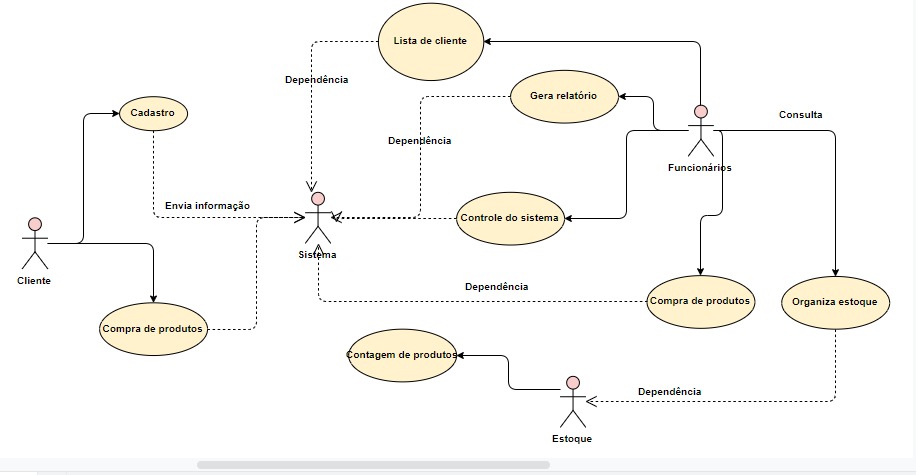 Lista de cliente
Dependência
Gera relatório
Cadastro
Consulta
Dependência
Funcionários
Envia informação
Controle do sistema
Sistema
Cliente
Dependência
Compra de produtos
Organiza estoque
Compra de produtos
Contagem de produtos
Dependência
Estoque